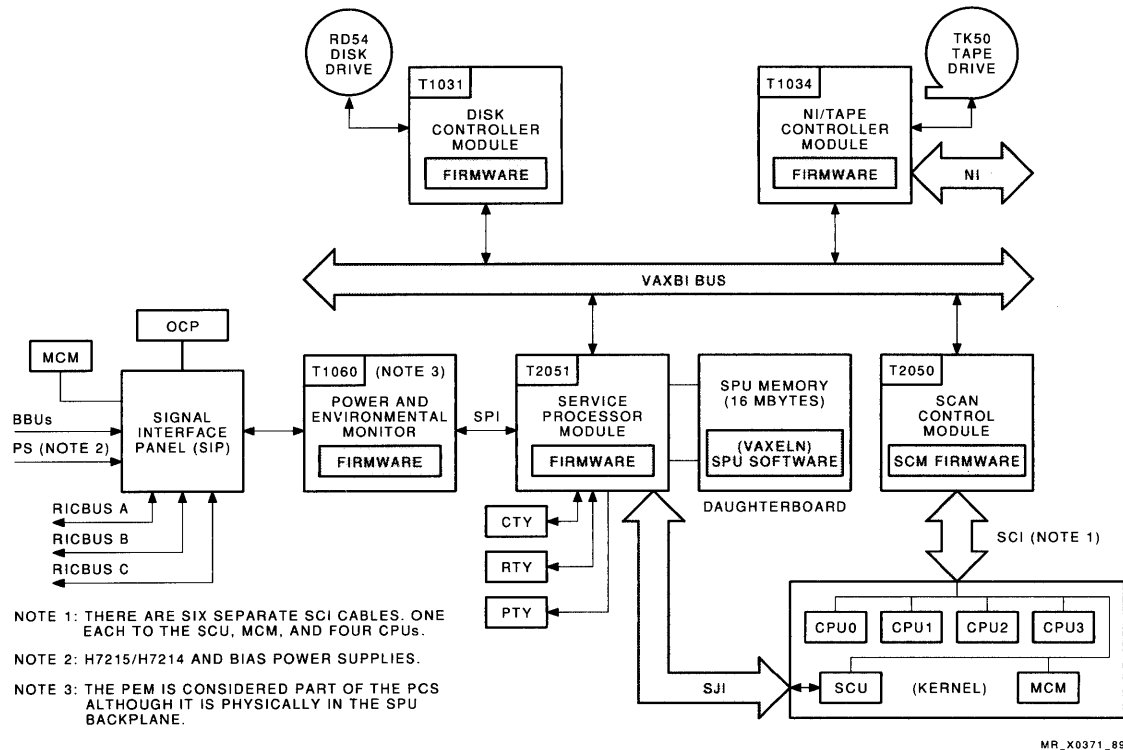 RD54
DISK
DRIVE
TK50
TAPE
DRIVE
T1031
DISK
CONTROLLER
MODULE
FIRMWARE
T1034
NI/TAPE
CONTROLLER
MODULE
FIRMWARE
NI
VAXBI BUS
OCP
MCM
BBUs
PS (NOTE 2)
SIGNAL
INTERFACE
PANEL (SIP)
RICBUS A
RICBUS B
RICBUS C
T1060 (NOTE 3)
POWER AND
ENVIRONMENTAL
MONITOR
FIRMWARE
SPI
T2051
SERVICE
PROCESSOR
MODULE
FIRMWARE
SPU MEMORY
(16 MBYTES)
(VAXELN)
SPU SOFTWARE
DAUGHTERBOARD
T2050
SCAN
CONTROL
MODULE
SCM FIRMWARE
CTY
RTY
PTY
SCI (NOTE 1)
CPU0 CPU1 CPU2 CPU3
SJI
SCU (KERNEL) MCM
NOTE 1: THERE ARE SIX SEPARATE SCI CABLES. ONE
EACH TO THE SCU, MCM, AND FOUR CPUs.
NOTE 2: H7215/H7214 AND BIAS POWER SUPPLIES.
NOTE 3: THE PEM IS CONSIDERED PART OF THE PCS
ALTHOUGH IT IS PHYSICALLY IN THE SPU
BACKPLANE.
MR_X0371_89